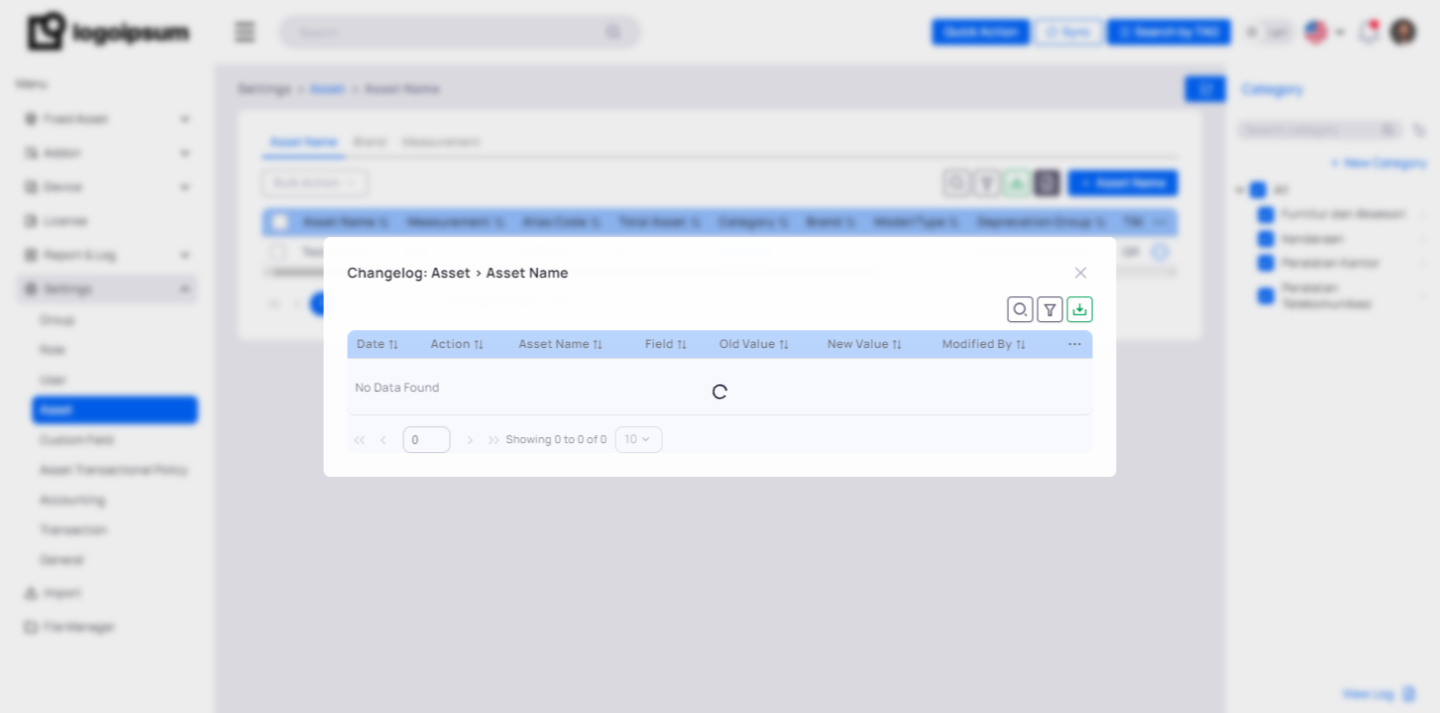 logoipsum
Search
Quick Action
Sync
Search by TAG
Menu
Fixed Asset
Addon
Device
License
Report & Log
Settings
Group
Role
User
Asset
Custom Field
Asset Transactional Policy
Accounting
Transaction
General
Import
File Manager
Settings > Asset > Asset Name
Asset Name Brand Measurement
Bulk Action
+ Asset Name
Asset Name Measurement Alias Code Total Asset Category Brand Model/Type Depreciation Group ...
Changelog: Asset > Asset Name
Date Action Asset Name Field Old Value New Value Modified By ...
No Data Found
0 Showing 0 to 0 of 0 10
Category
Search category
+ New Category
All
Furnitur dan Aksesori
Kendaraan
Peralatan Kantor
Peralatan
Telekomunikasi
View Log